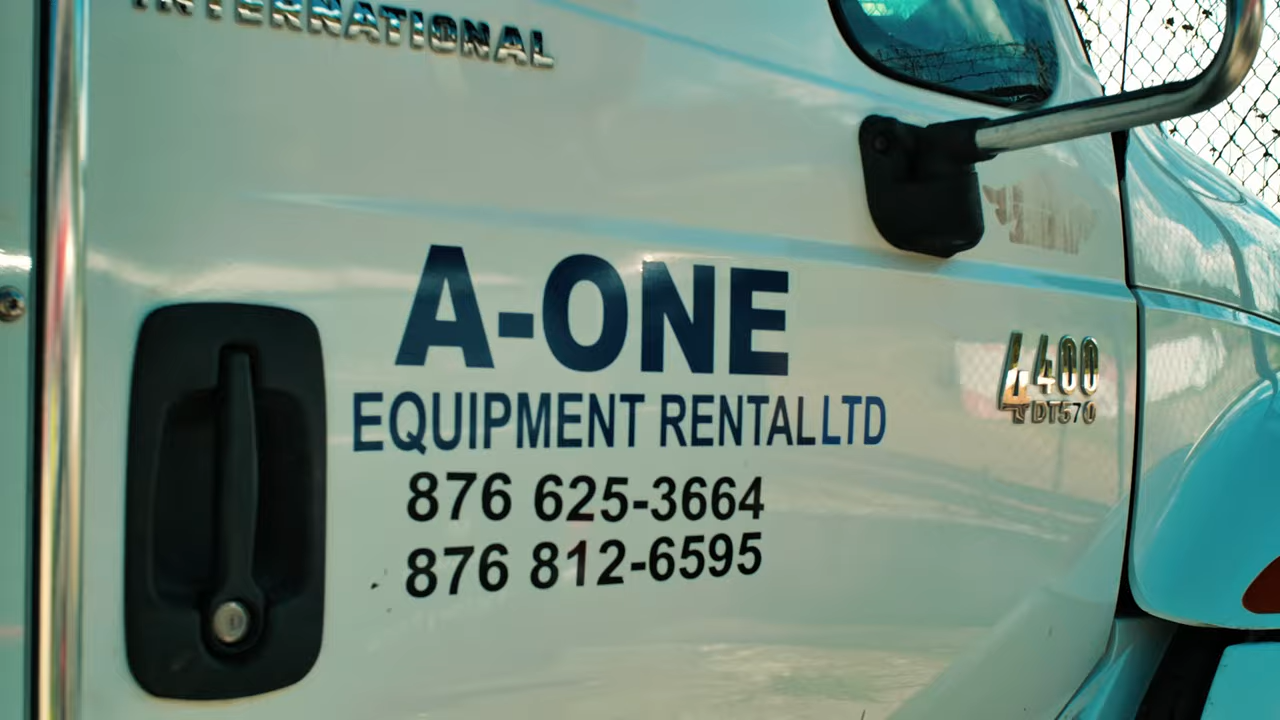 INTERNATIONAL
A-ONE
EQUIPMENT RENTAL LTD
876 625-3664
876 812-6595
4400
DT570